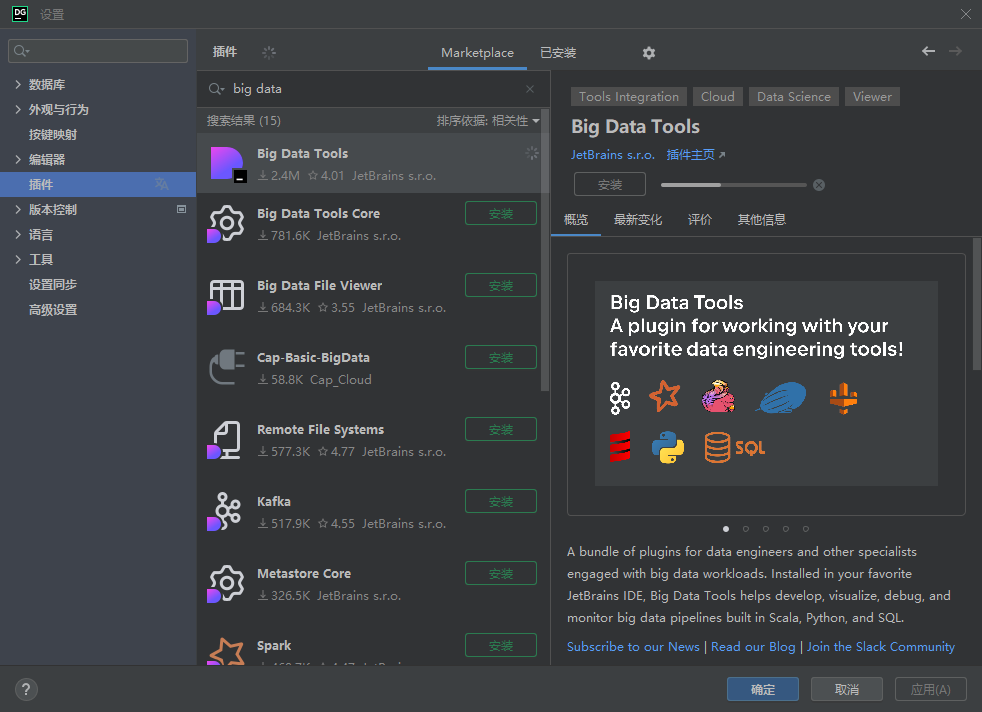 DG
设置
插件
Marketplace
已安装
数据库
外观与行为
按键映射
编辑器
插件
版本控制
语言
工具
设置同步
高级设置
big data
搜索结果 (15)
排序依据: 相关性
Big Data Tools
2.4M 4.01 JetBrains s.r.o.
Big Data Tools Core
781.6K JetBrains s.r.o.
安装
Big Data File Viewer
684.3K 3.55 JetBrains s.r.o.
安装
Cap-Basic-BigData
58.8K Cap_Cloud
安装
Remote File Systems
577.3K 4.77 JetBrains s.r.o.
安装
Kafka
517.9K 4.55 JetBrains s.r.o.
安装
Metastore Core
326.5K JetBrains s.r.o.
安装
Spark
安装
Tools Integration
Cloud
Data Science
Viewer
Big Data Tools
JetBrains s.r.o. 插件主页
安装
概览
最新变化
评价
其他信息
Big Data Tools
A plugin for working with your
favorite data engineering tools!
SQL
A bundle of plugins for data engineers and other specialists
engaged with big data workloads. Installed in your favorite
JetBrains IDE, Big Data Tools helps develop, visualize, debug, and
monitor big data pipelines built in Scala, Python, and SQL.
Subscribe to our News | Read our Blog | Join the Slack Community
?
确定
取消
应用(A)